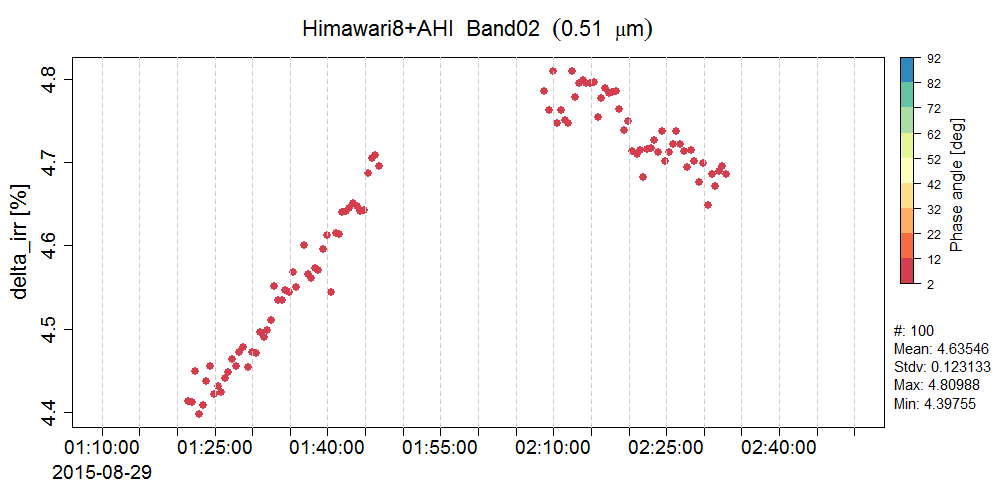 Himawari8+AHI Band02 (0.51 μm)
delta_irr [%]
4.8
4.7
4.6
4.5
4.4
01:10:00 01:25:00 01:40:00 01:55:00 02:10:00 02:25:00 02:40:00
2015-08-29
92
82
72
62
52
42
32
22
12
2
Phase angle [deg]
#: 100
Mean: 4.63546
Stdv: 0.123133
Max: 4.80988
Min: 4.39755